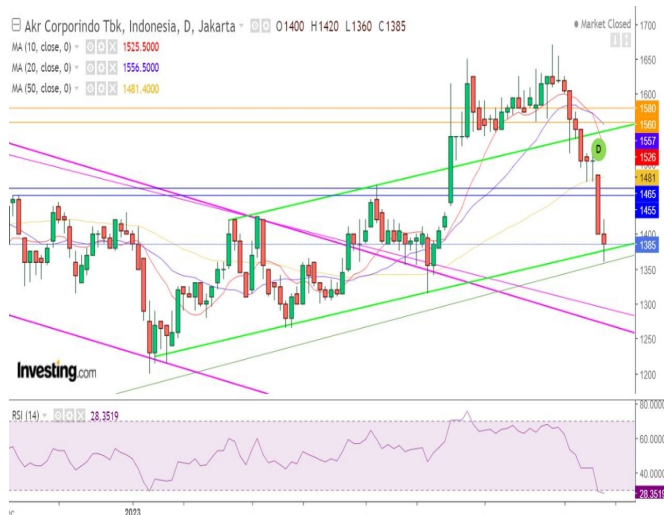 Akr Corporindo Tbk, Indonesia, D, Jakarta O1400 H1420 L1360 C1385
Market Closed
MA (10, close, 0) 1525.5000
MA (20, close, 0) 1556.5000
MA (50, close, 0) 1481.4000
1700
1650
1600
1580
1560
1557
D
1526
1481
1465
1455
1400
1385
1350
1300
1250
1200
Investing.com
RSI (14) 28.3519
80.0000
60.0000
40.0000
28.3519
2023